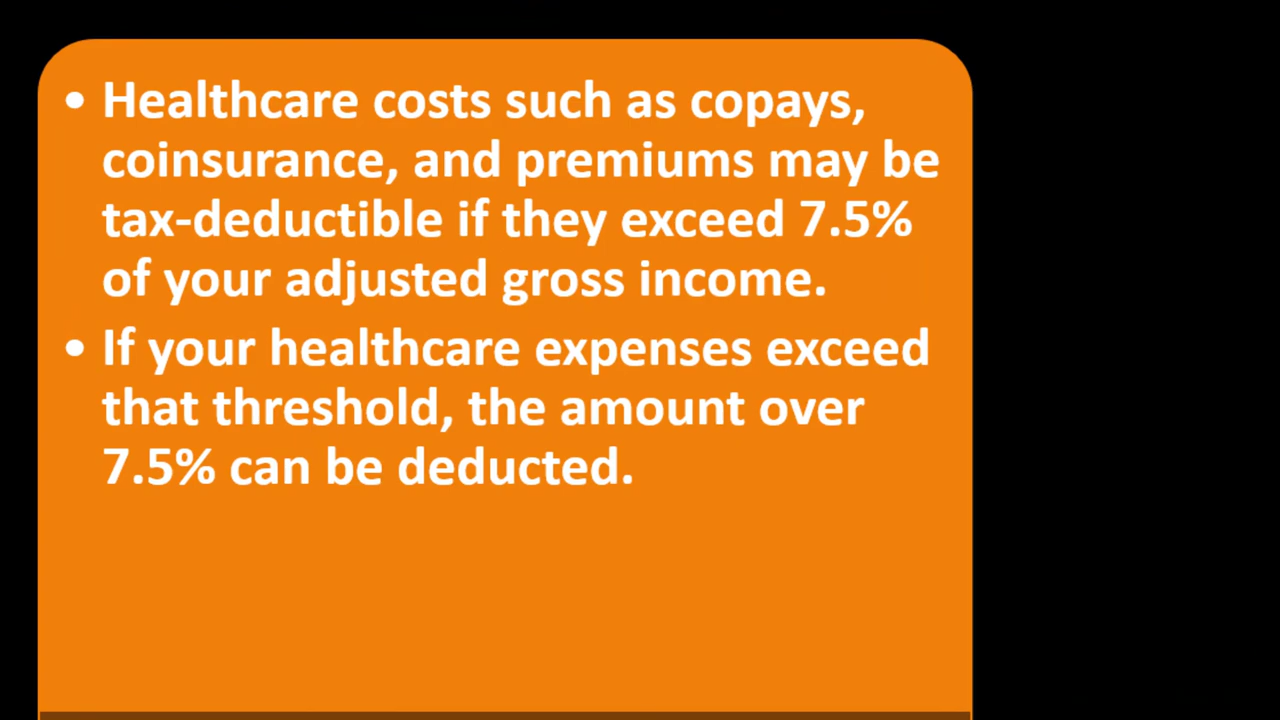 • Healthcare costs such as copays,
coinsurance, and premiums may be
tax-deductible if they exceed 7.5%
of your adjusted gross income.
• If your healthcare expenses exceed
that threshold, the amount over
7.5% can be deducted.